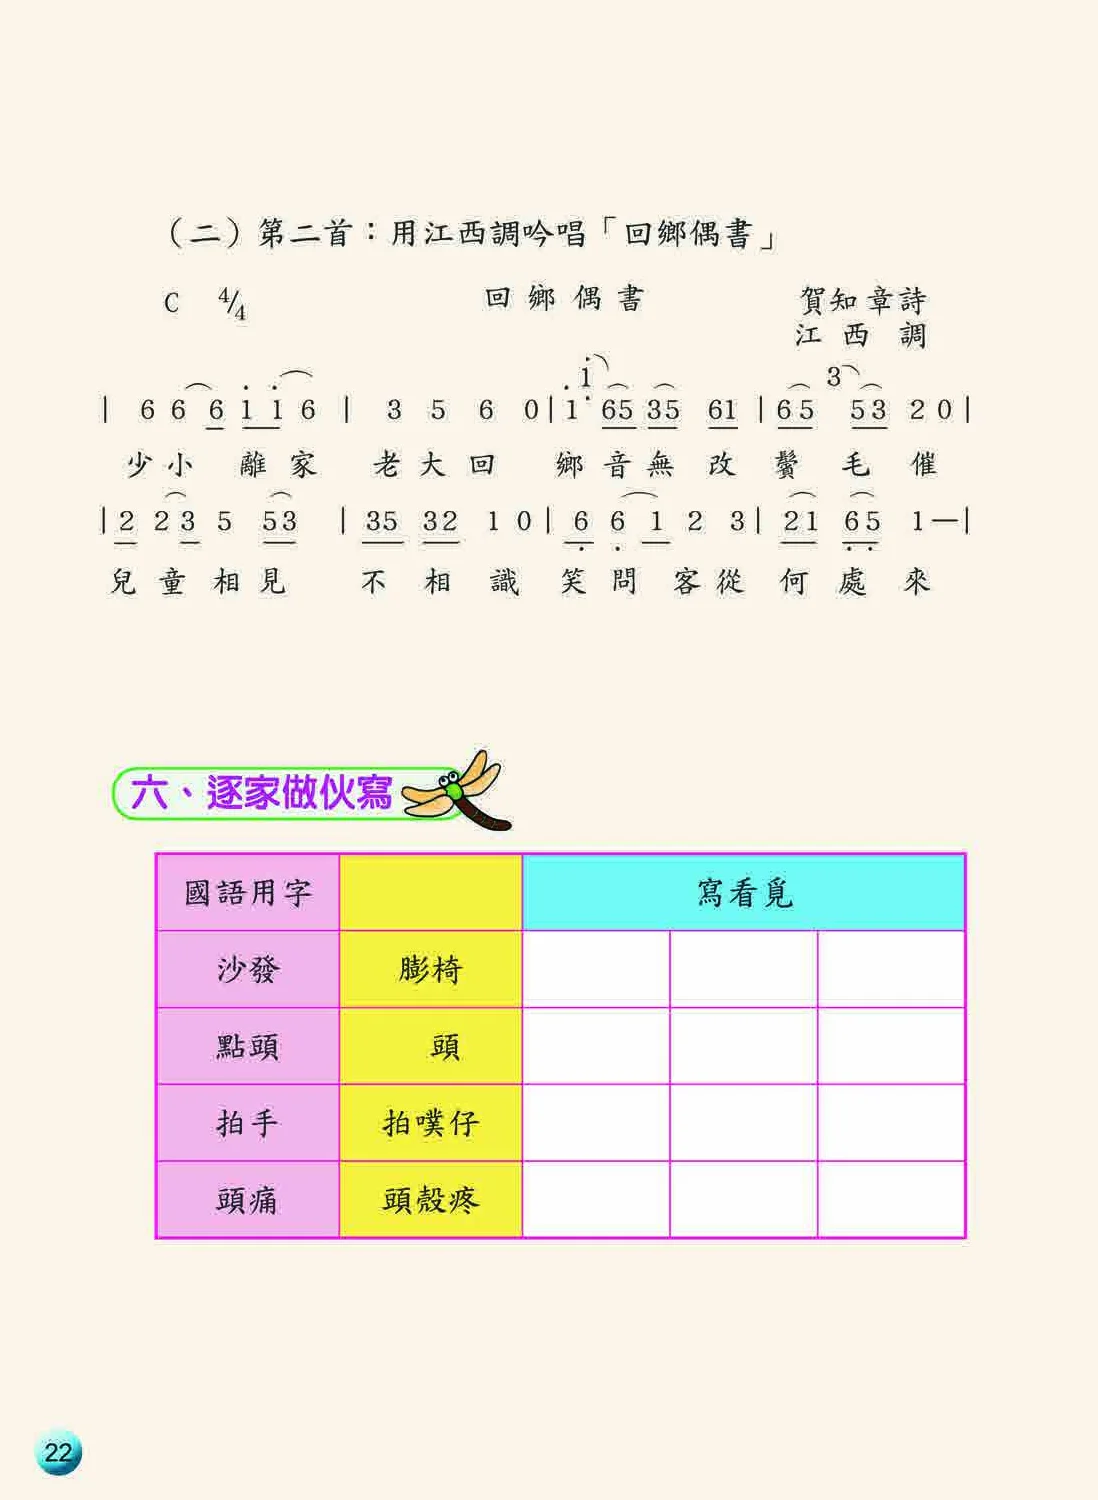 （二）第二首：用江西調吟唱「回鄉偶書」
C 4/4 回鄉偶書 賀知章詩
江西調
i 3
| 6 6 6 i i 6 | 3 5 6 0 | i 65 35 61 | 65 53 2 0 |
少小離家 老大回 鄉音無改鬢毛催
| 2 2 3 5 53 | 35 32 1 0 | 6 6 1 2 3 | 21 65 1 — |
兒童相見 不相識 笑問客從何處來
六、逐家做伙寫
國語用字 寫看覓
沙發 膨椅
點頭 頭
拍手 拍噗仔
頭痛 頭殼疼
22